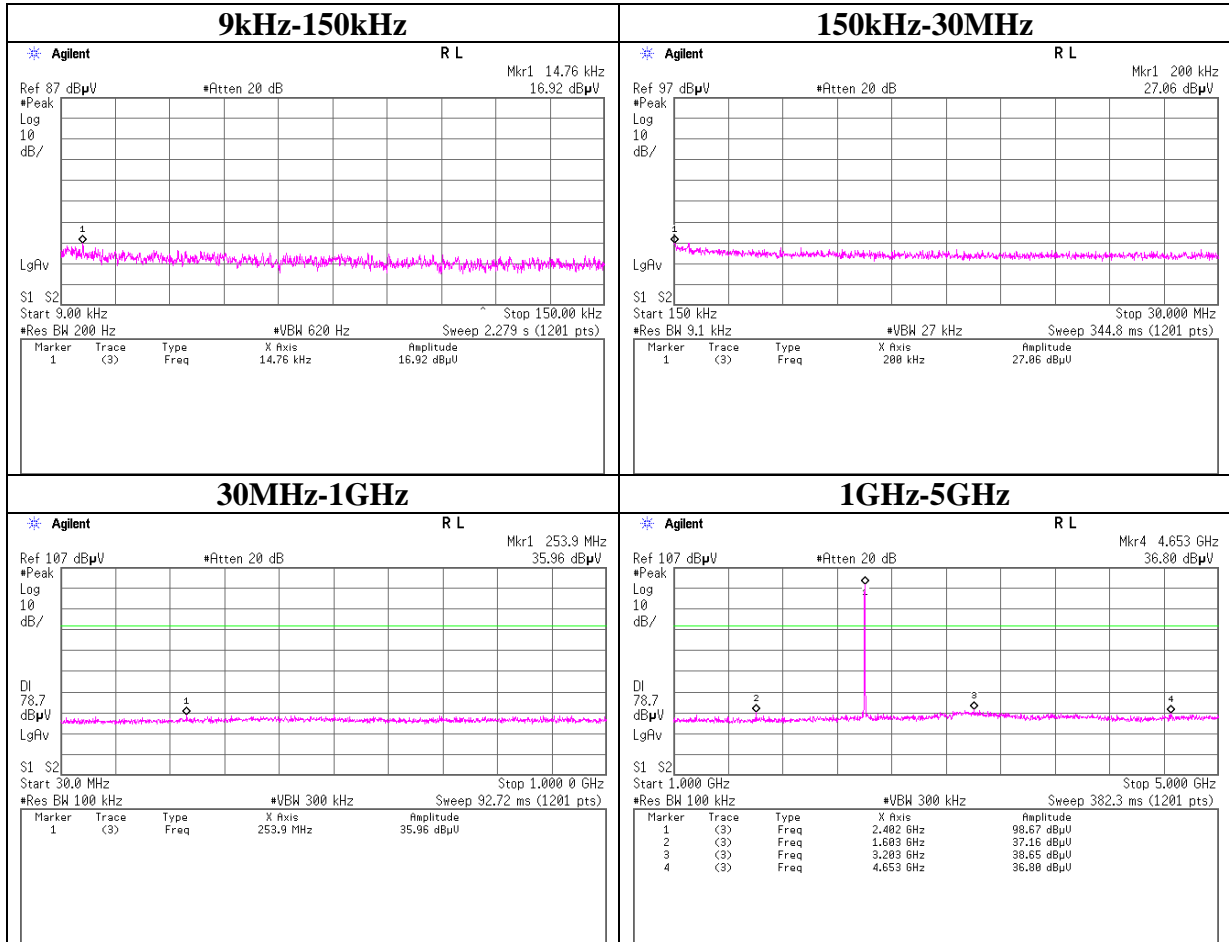 9kHz-150kHz
Agilent R L
Mkr1 14.76 kHz
Ref 87 dBµV #Atten 20 dB 16.92 dBµV
#Peak
Log
10
dB/
1
LgAv
S1 S2
Start 9.00 kHz ^ Stop 150.00 kHz
#Res BW 200 Hz #VBW 620 Hz Sweep 2.279 s (1201 pts)
Marker Trace Type X Axis Amplitude
1 (3) Freq 14.76 kHz 16.92 dBµV
150kHz-30MHz
Agilent R L
Mkr1 200 kHz
Ref 97 dBµV #Atten 20 dB 27.06 dBµV
#Peak
Log
10
dB/
1
LgAv
S1 S2
Start 150 kHz Stop 30.000 MHz
#Res BW 9.1 kHz #VBW 27 kHz Sweep 344.8 ms (1201 pts)
Marker Trace Type X Axis Amplitude
1 (3) Freq 200 kHz 27.06 dBµV
30MHz-1GHz
Agilent R L
Mkr1 253.9 MHz
Ref 107 dBµV #Atten 20 dB 35.96 dBµV
#Peak
Log
10
dB/
DI
78.7
dBµV
1
LgAv
S1 S2
Start 30.0 MHz Stop 1.000 0 GHz
#Res BW 100 kHz #VBW 300 kHz Sweep 92.72 ms (1201 pts)
Marker Trace Type X Axis Amplitude
1 (3) Freq 253.9 MHz 35.96 dBµV
1GHz-5GHz
Agilent R L
Mkr4 4.653 GHz
Ref 107 dBµV #Atten 20 dB 36.80 dBµV
#Peak
Log
10
dB/
1
DI
78.7
dBµV
2 3 4
LgAv
S1 S2
Start 1.000 GHz Stop 5.000 GHz
#Res BW 100 kHz #VBW 300 kHz Sweep 382.3 ms (1201 pts)
Marker Trace Type X Axis Amplitude
1 (3) Freq 2.402 GHz 98.67 dBµV
2 (3) Freq 1.603 GHz 37.16 dBµV
3 (3) Freq 3.203 GHz 38.65 dBµV
4 (3) Freq 4.653 GHz 36.80 dBµV